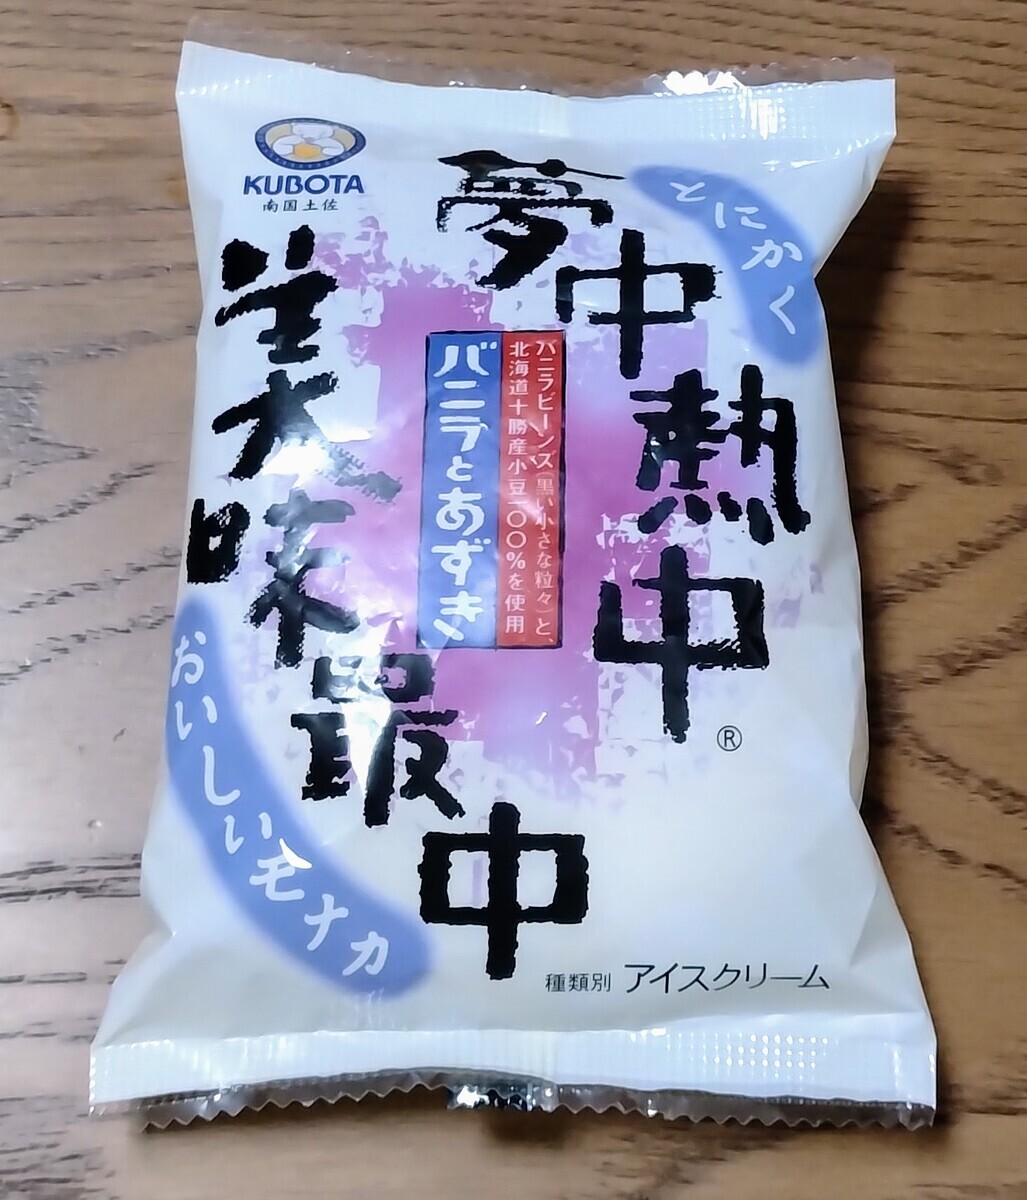 KUBOTA
南国土佐
とにかく
夢中熱中
美味最中
バニラビーンズ(黒い小さな粒々)と、
北海道十勝産小豆一〇〇%を使用
バニラとあずき
®
おいしいモナカ
種類別 アイスクリーム